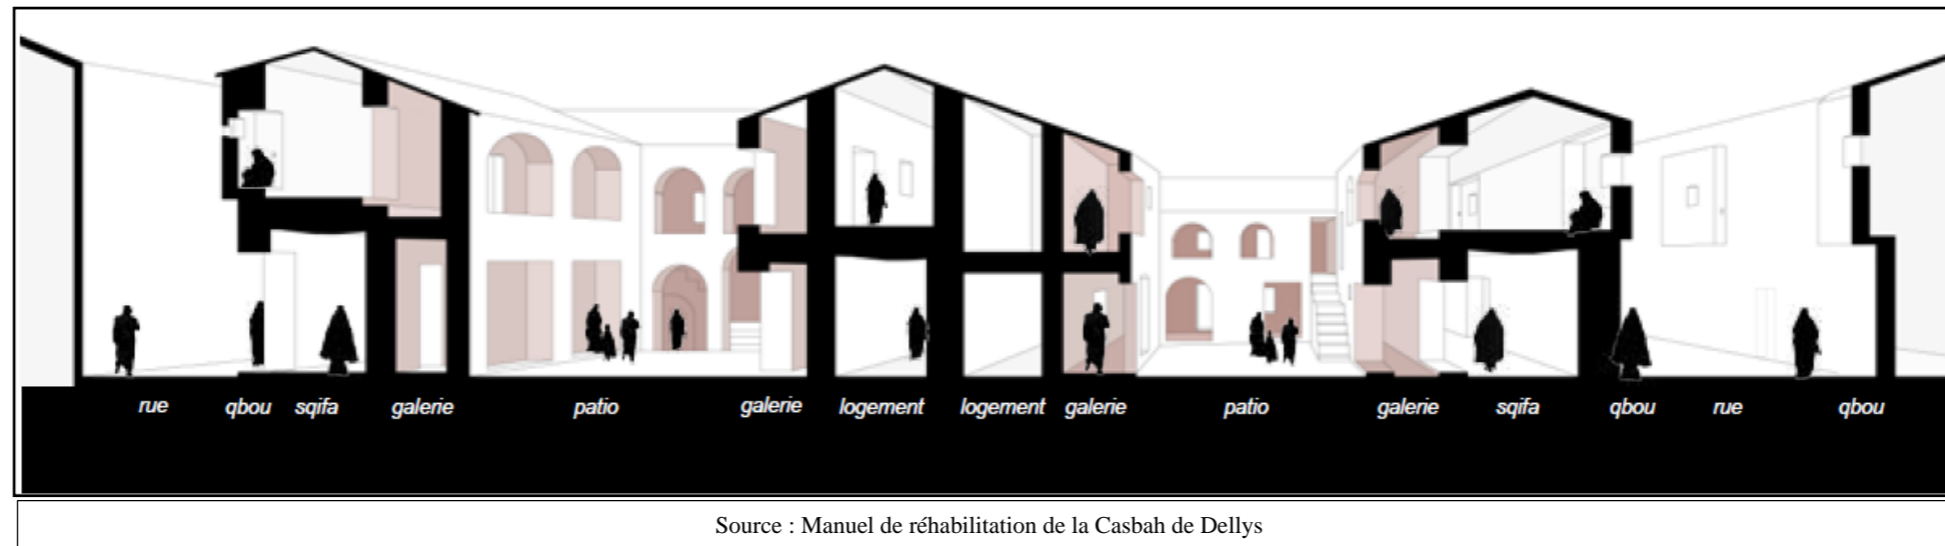 rue qbou sqifa galerie patio galerie logement logement galerie patio galerie sqifa qbou rue qbou
Source : Manuel de réhabilitation de la Casbah de Dellys